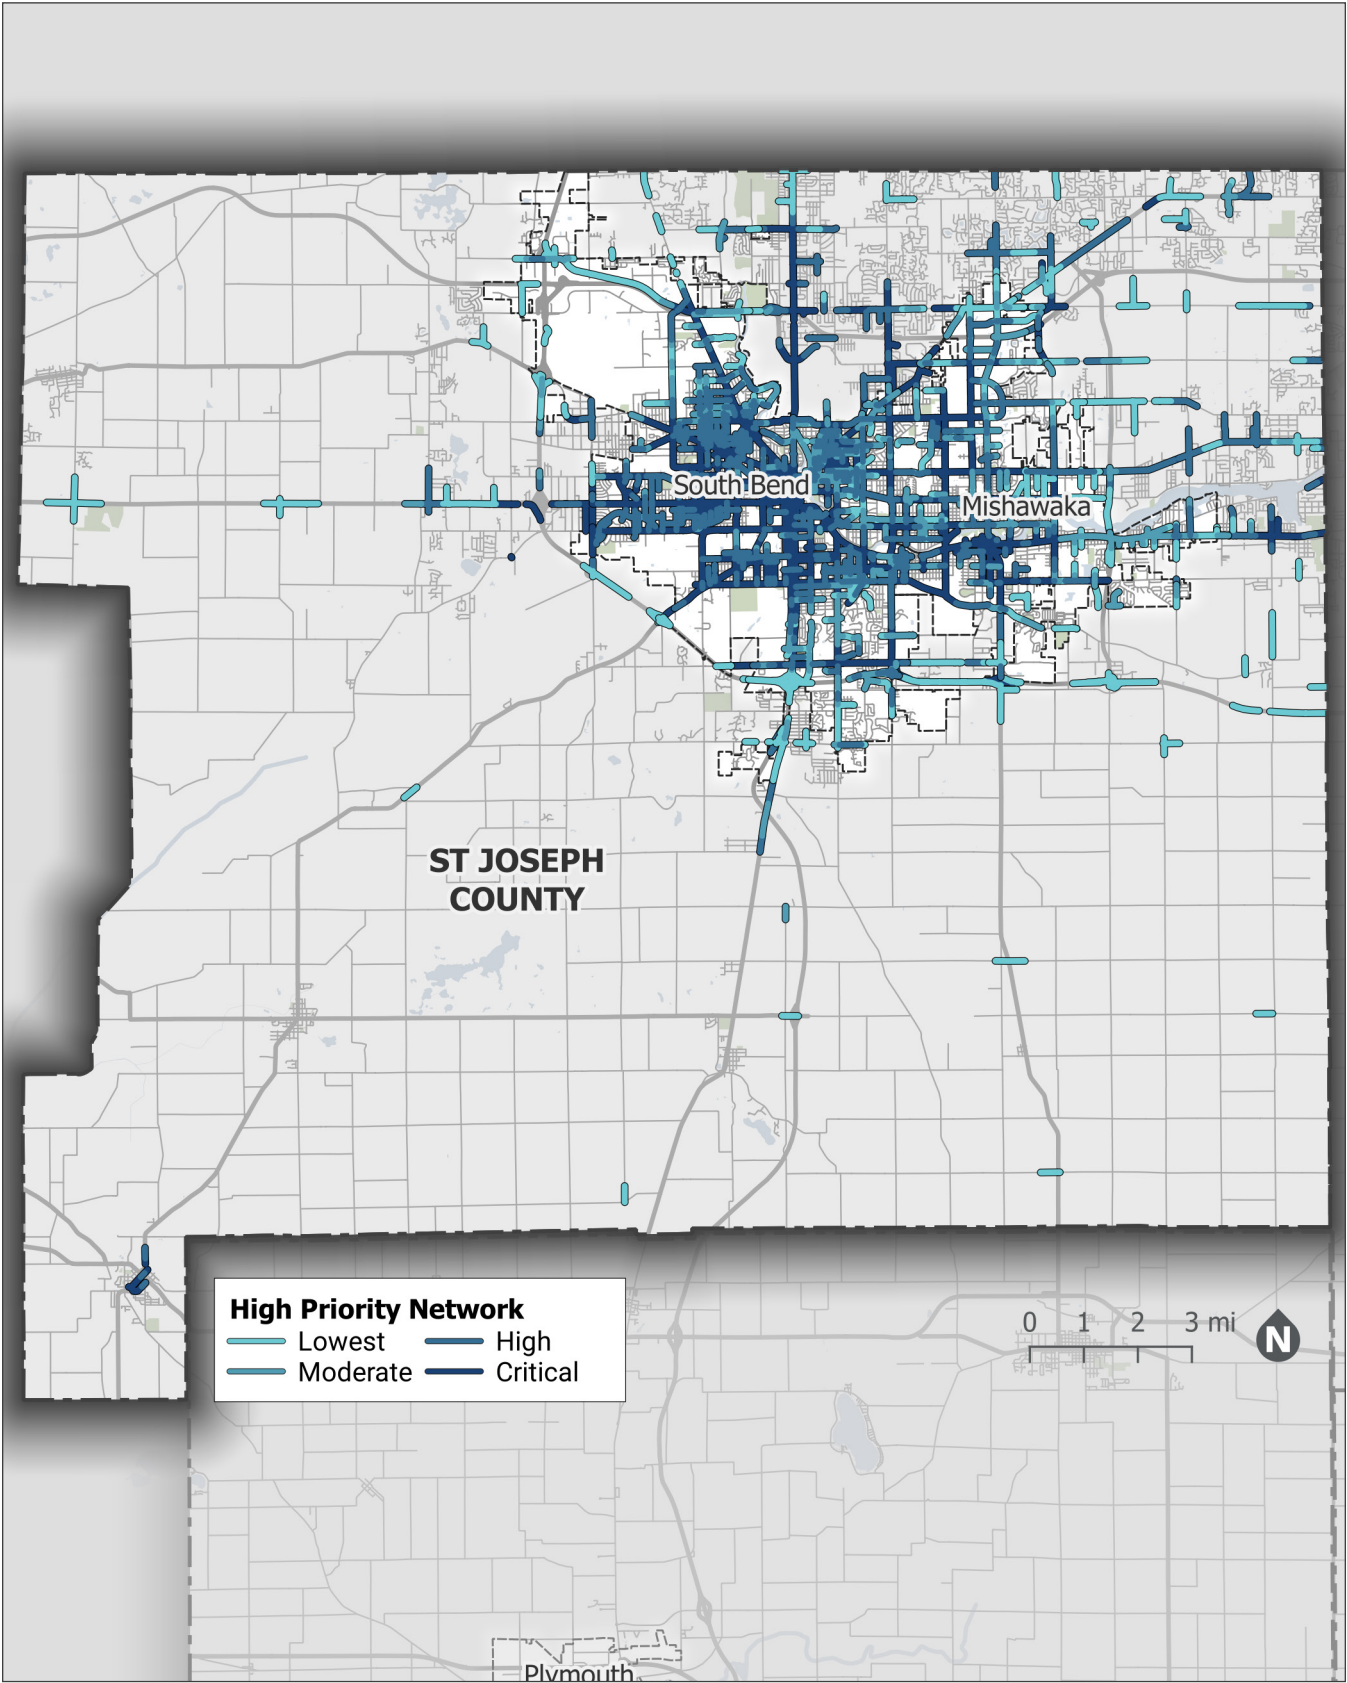 South Bend
Mishawaka
ST JOSEPH
COUNTY
High Priority Network
Lowest
High
Moderate
Critical
0 1 2 3 mi
N
Plymouth